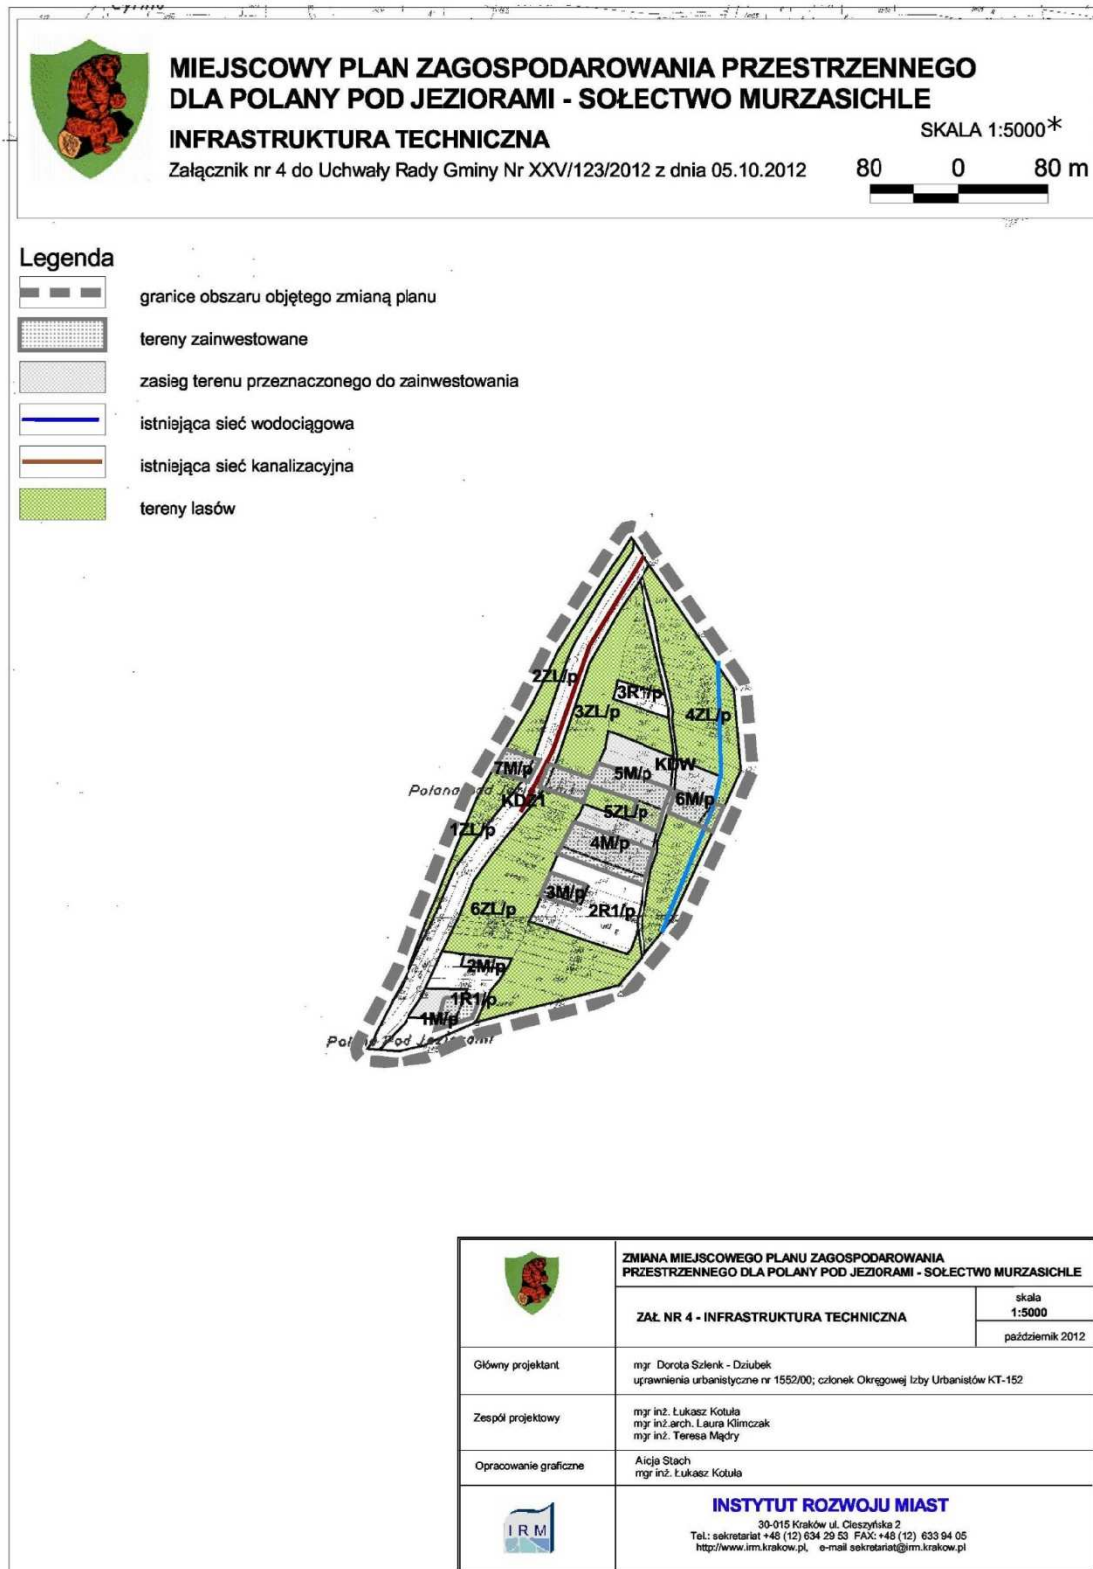 MIEJSCOWY PLAN ZAGOSPODAROWANIA PRZESTRZENNEGO
DLA POLANY POD JEZIORAMI - SOŁECTWO MURZASICHLE
INFRASTRUKTURA TECHNICZNA
SKALA 1:5000*
Załącznik nr 4 do Uchwały Rady Gminy Nr XXV/123/2012 z dnia 05.10.2012
80 0 80 m
Legenda
granice obszaru objętego zmianą planu
tereny zainwestowane
zasięg terenu przeznaczonego do zainwestowania
istniejąca sieć wodociągowa
istniejąca sieć kanalizacyjna
tereny lasów
2ZL/p
3R1/p
3ZL/p
4ZL/p
KDW
7M/p
5M/p
Polana
KDZ1
6M/p
5ZL/p
1ZL/p
4M/p
3M/p
6ZL/p
2R1/p
2M/p
1R1/p
1M/p
Pod Jeziorami
ZMIANA MIEJSCOWEGO PLANU ZAGOSPODAROWANIA
PRZESTRZENNEGO DLA POLANY POD JEZI0RAMI - SOŁECTW0 MURZASICHLE
ZAŁ. NR 4 - INFRASTRUKTURA TECHNICZNA
skala
1:5000
październik 2012
Główny projektant
mgr Dorota Szlenk - Dziubek
uprawnienia urbanistyczne nr 1552/00; członek Okręgowej Izby Urbanistów KT-152
Zespół projektowy
mgr inż. Łukasz Kotuła
mgr inż.arch. Laura Klimczak
mgr inż. Teresa Mądry
Opracowanie graficzne
Alcja Stach
mgr inż. Łukasz Kotuła
IRM
INSTYTUT ROZWOJU MIAST
30-015 Kraków ul. Cieszyńska 2
Tel.: sekretariat +48 (12) 634 29 53 FAX: +48 (12) 633 94 05
http://www.irm.krakow.pl, e-mail sekretariat@irm.krakow.pl